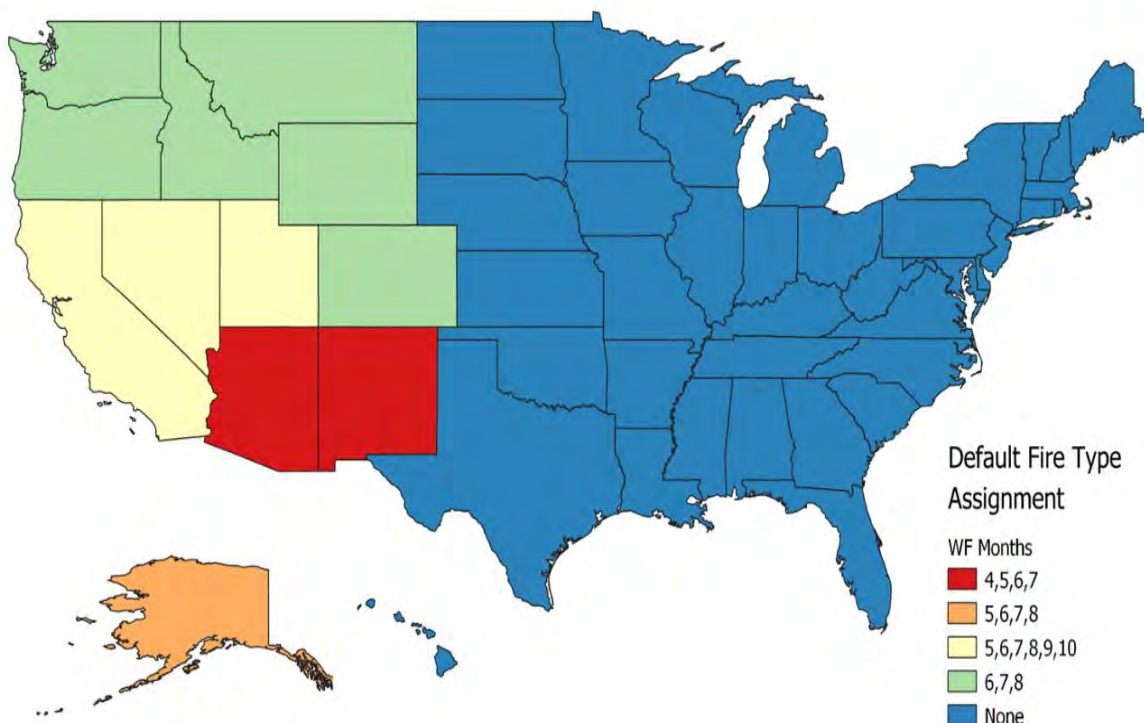 Default Fire Type
Assignment
WF Months
4,5,6,7
5,6,7,8
5,6,7,8,9,10
6,7,8
None